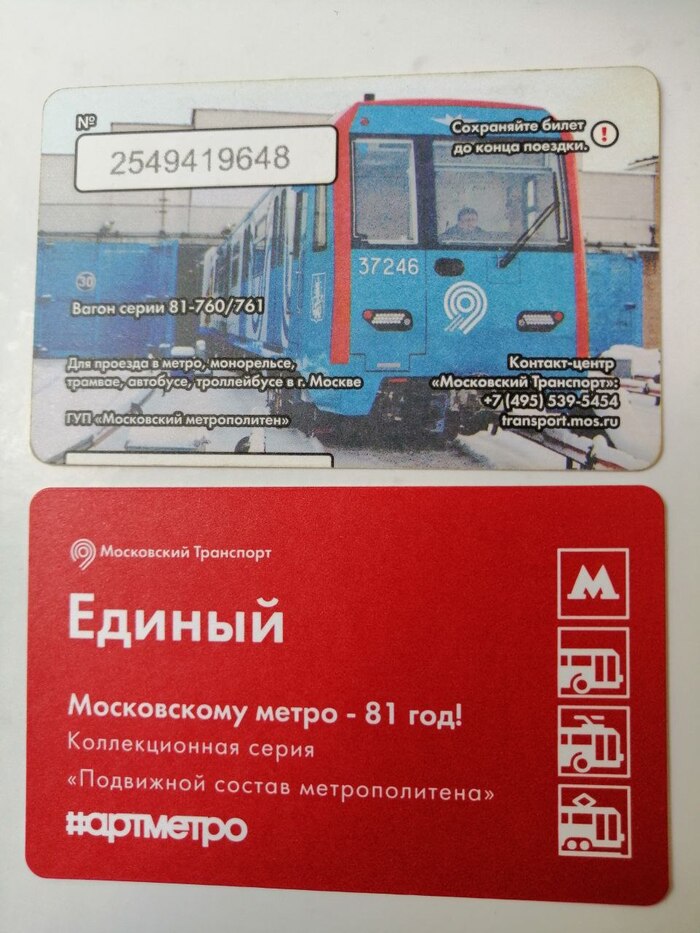 №
2549419648
Сохраняйте билет
до конца поездки.
!
37246
30
Вагон серии 81-760/761
Для проезда в метро, монорельсе,
трамвае, автобусе, троллейбусе в г. Москве
ГУП «Московский метрополитен»
Контакт-центр
«Московский Транспорт»:
+7 (495) 539-5454
transport.mos.ru
Московский Транспорт
Единый
Московскому метро - 81 год!
Коллекционная серия
«Подвижной состав метрополитена»
#артметро
М